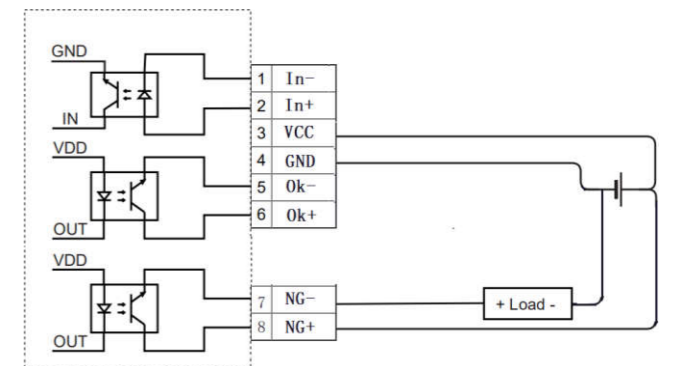 GND
IN
VDD
OUT
VDD
OUT
1 In-
2 In+
3 VCC
4 GND
5 Ok-
6 Ok+
7 NG-
8 NG+
+ Load -